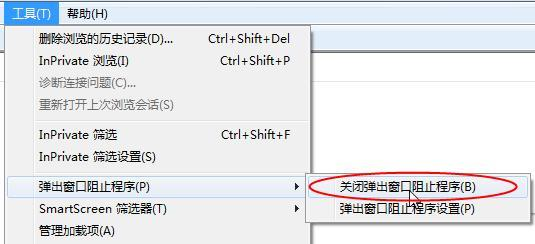 工具(T) 帮助(H)
删除浏览的历史记录(D)... Ctrl+Shift+Del
InPrivate 浏览(I) Ctrl+Shift+P
诊断连接问题(C)...
重新打开上次浏览会话(S)
InPrivate 筛选 Ctrl+Shift+F
InPrivate 筛选设置(S)
弹出窗口阻止程序(P) 关闭弹出窗口阻止程序(B)
SmartScreen 筛选器(T) 弹出窗口阻止程序设置(P)
管理加载项(A)